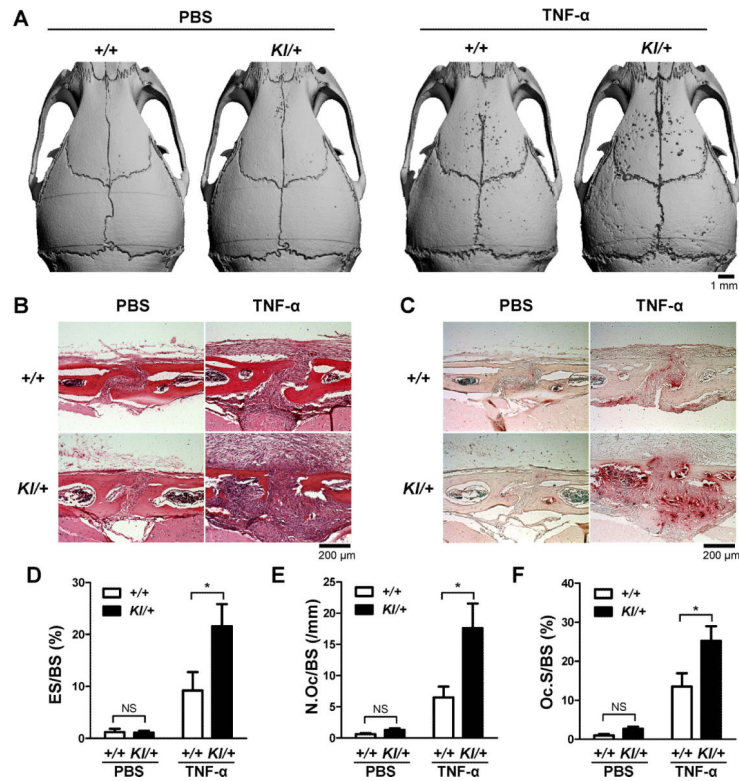 A
PBS
TNF-α
+/+
KI/+
+/+
KI/+
1 mm
B
PBS
TNF-α
+/+
KI/+
200 μm
C
PBS
TNF-α
+/+
KI/+
200 μm
D
ES/BS (%)
30
20
10
0
+/+
KI/+
NS
*
+/+ KI/+ +/+ KI/+
PBS TNF-α
E
N.Oc/BS (/mm)
25
20
15
10
5
0
+/+
KI/+
NS
*
+/+ KI/+ +/+ KI/+
PBS TNF-α
F
Oc.S/BS (%)
40
30
20
10
0
+/+
KI/+
NS
*
+/+ KI/+ +/+ KI/+
PBS TNF-α